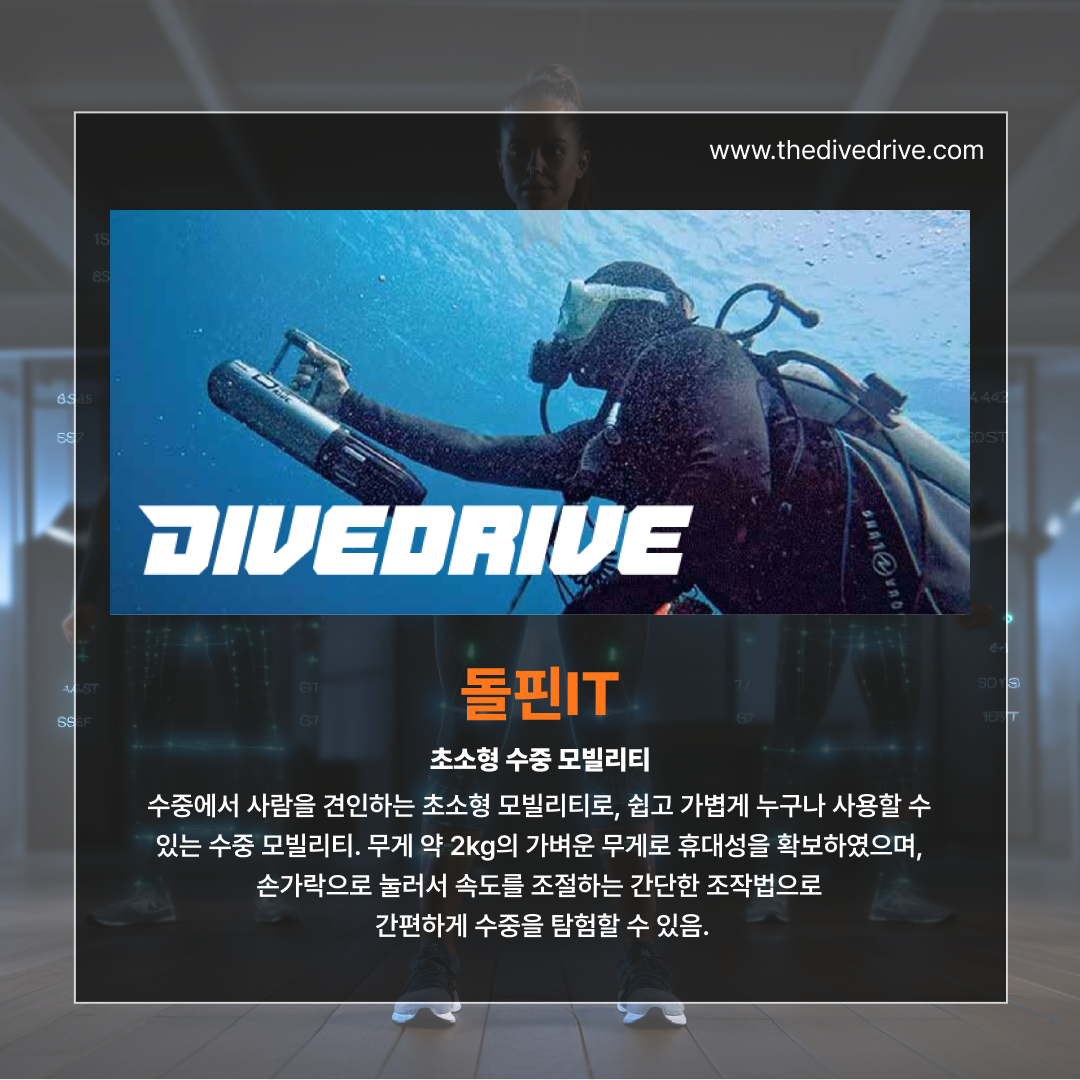 www.thedivedrive.com
DIVEDRIVE
돌핀IT
초소형 수중 모빌리티
수중에서 사람을 견인하는 초소형 모빌리티로, 쉽고 가볍게 누구나 사용할 수
있는 수중 모빌리티. 무게 약 2kg의 가벼운 무게로 휴대성을 확보하였으며,
손가락으로 눌러서 속도를 조절하는 간단한 조작법으로
간편하게 수중을 탐험할 수 있음.